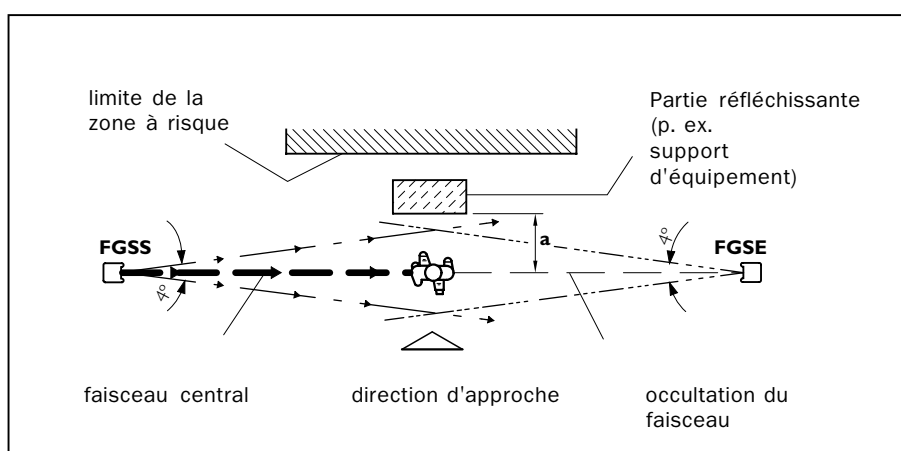 limite de la
zone à risque
Partie réfléchissante
(p. ex.
support
d'équipement)
FGSS
4°
4°
a
4°
FGSE
faisceau central
direction d'approche
occultation du
faisceau